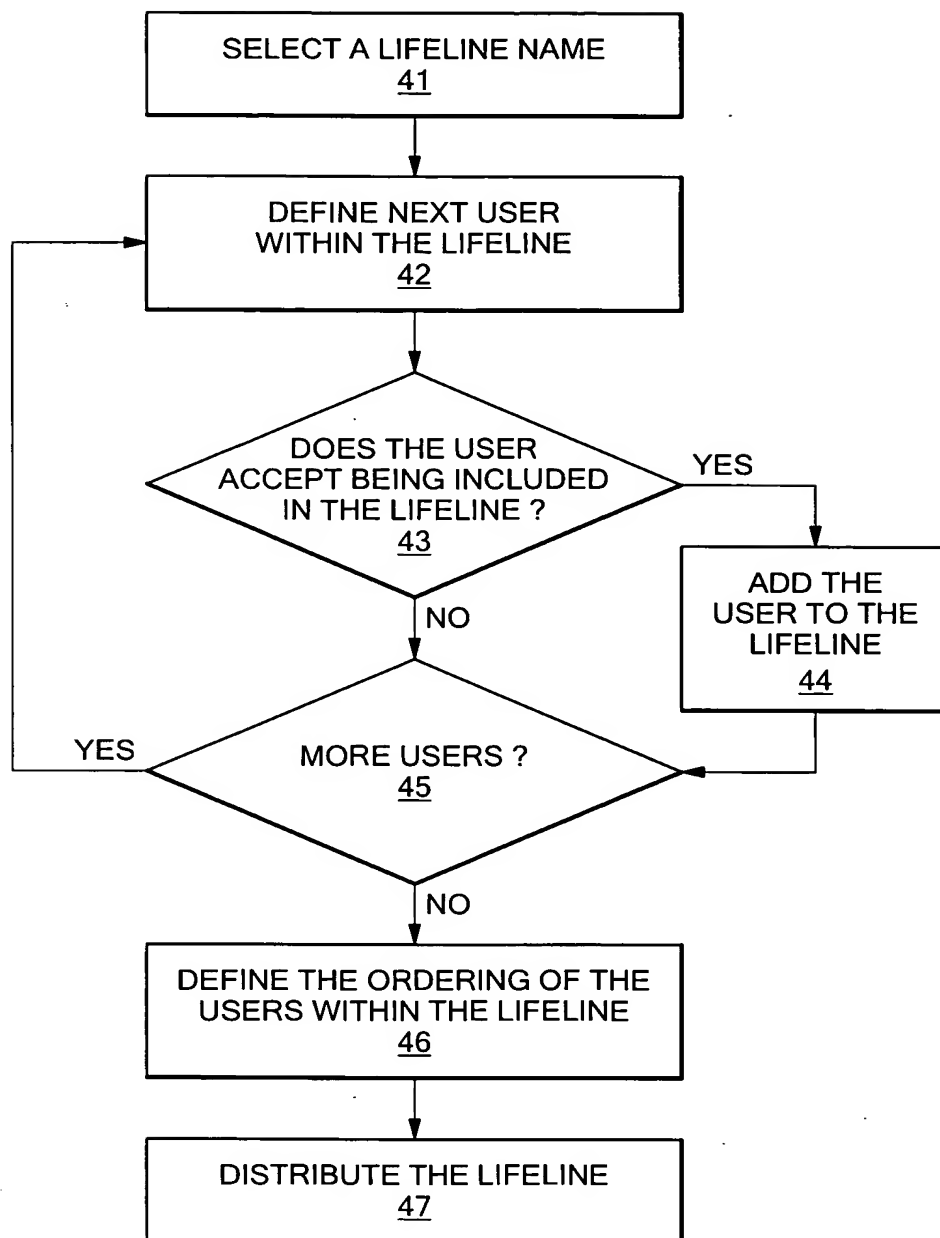 SELECT A LIFELINE NAME
41
DEFINE NEXT USER
WITHIN THE LIFELINE
42
DOES THE USER
ACCEPT BEING INCLUDED
IN THE LIFELINE ?
43
YES
ADD THE
USER TO THE
LIFELINE
44
NO
YES
MORE USERS ?
45
NO
DEFINE THE ORDERING OF THE
USERS WITHIN THE LIFELINE
46
DISTRIBUTE THE LIFELINE
47